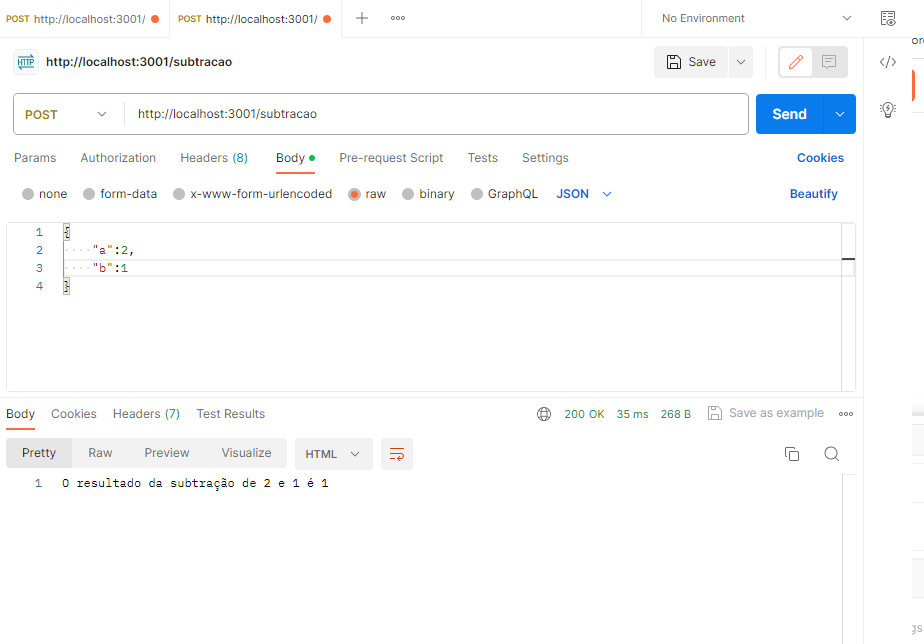 POST http://localhost:3001/ POST http://localhost:3001/ No Environment
HTTP http://localhost:3001/subtracao Save
POST http://localhost:3001/subtracao Send
Params Authorization Headers (8) Body Pre-request Script Tests Settings Cookies
none form-data x-www-form-urlencoded raw binary GraphQL JSON Beautify
1 {
2 "a":2,
3 "b":1
4 }
Body Cookies Headers (7) Test Results 200 OK 35 ms 268 B Save as example
Pretty Raw Preview Visualize HTML
1 O resultado da subtração de 2 e 1 é 1